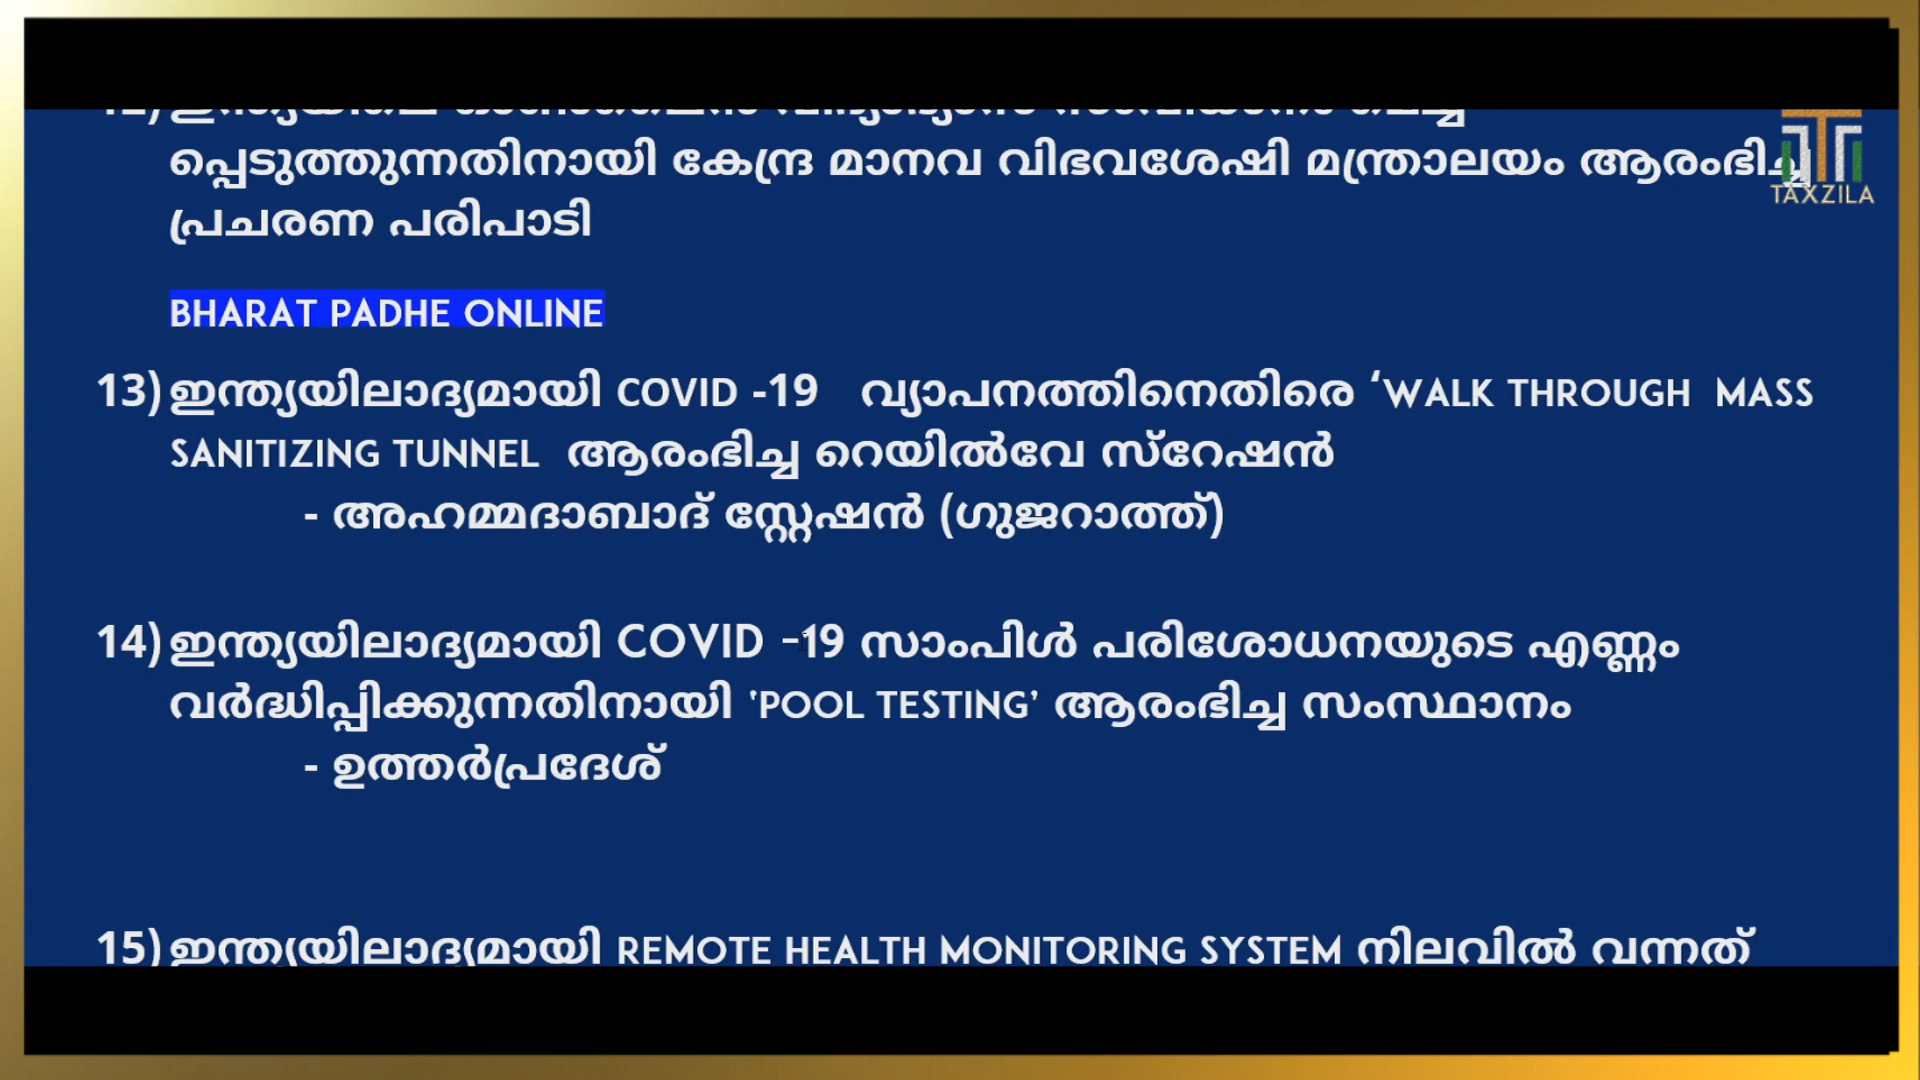 പ്പെടുത്തുന്നതിനായി കേന്ദ്ര മാനവ വിഭവശേഷി മന്ത്രാലയം ആരംഭിച്ച
TAXZILA
പ്രചരണ പരിപാടി
BHARAT PADHE ONLINE
13) ഇന്ത്യയിലാദ്യമായി COVID -19 വ്യാപനത്തിനെതിരെ ‘WALK THROUGH MASS
SANITIZING TUNNEL ആരംഭിച്ച റെയിൽവേ സ്റേഷൻ
- അഹമ്മദാബാദ് സ്റ്റേഷൻ (ഗുജറാത്ത്)
14) ഇന്ത്യയിലാദ്യമായി COVID -19 സാംപിൾ പരിശോധനയുടെ എണ്ണം
വർദ്ധിപ്പിക്കുന്നതിനായി ‘POOL TESTING’ ആരംഭിച്ച സംസ്ഥാനം
- ഉത്തർപ്രദേശ്
15) ഇന്ത്യയിലാദ്യമായി REMOTE HEALTH MONITORING SYSTEM നിലവിൽ വന്നത്